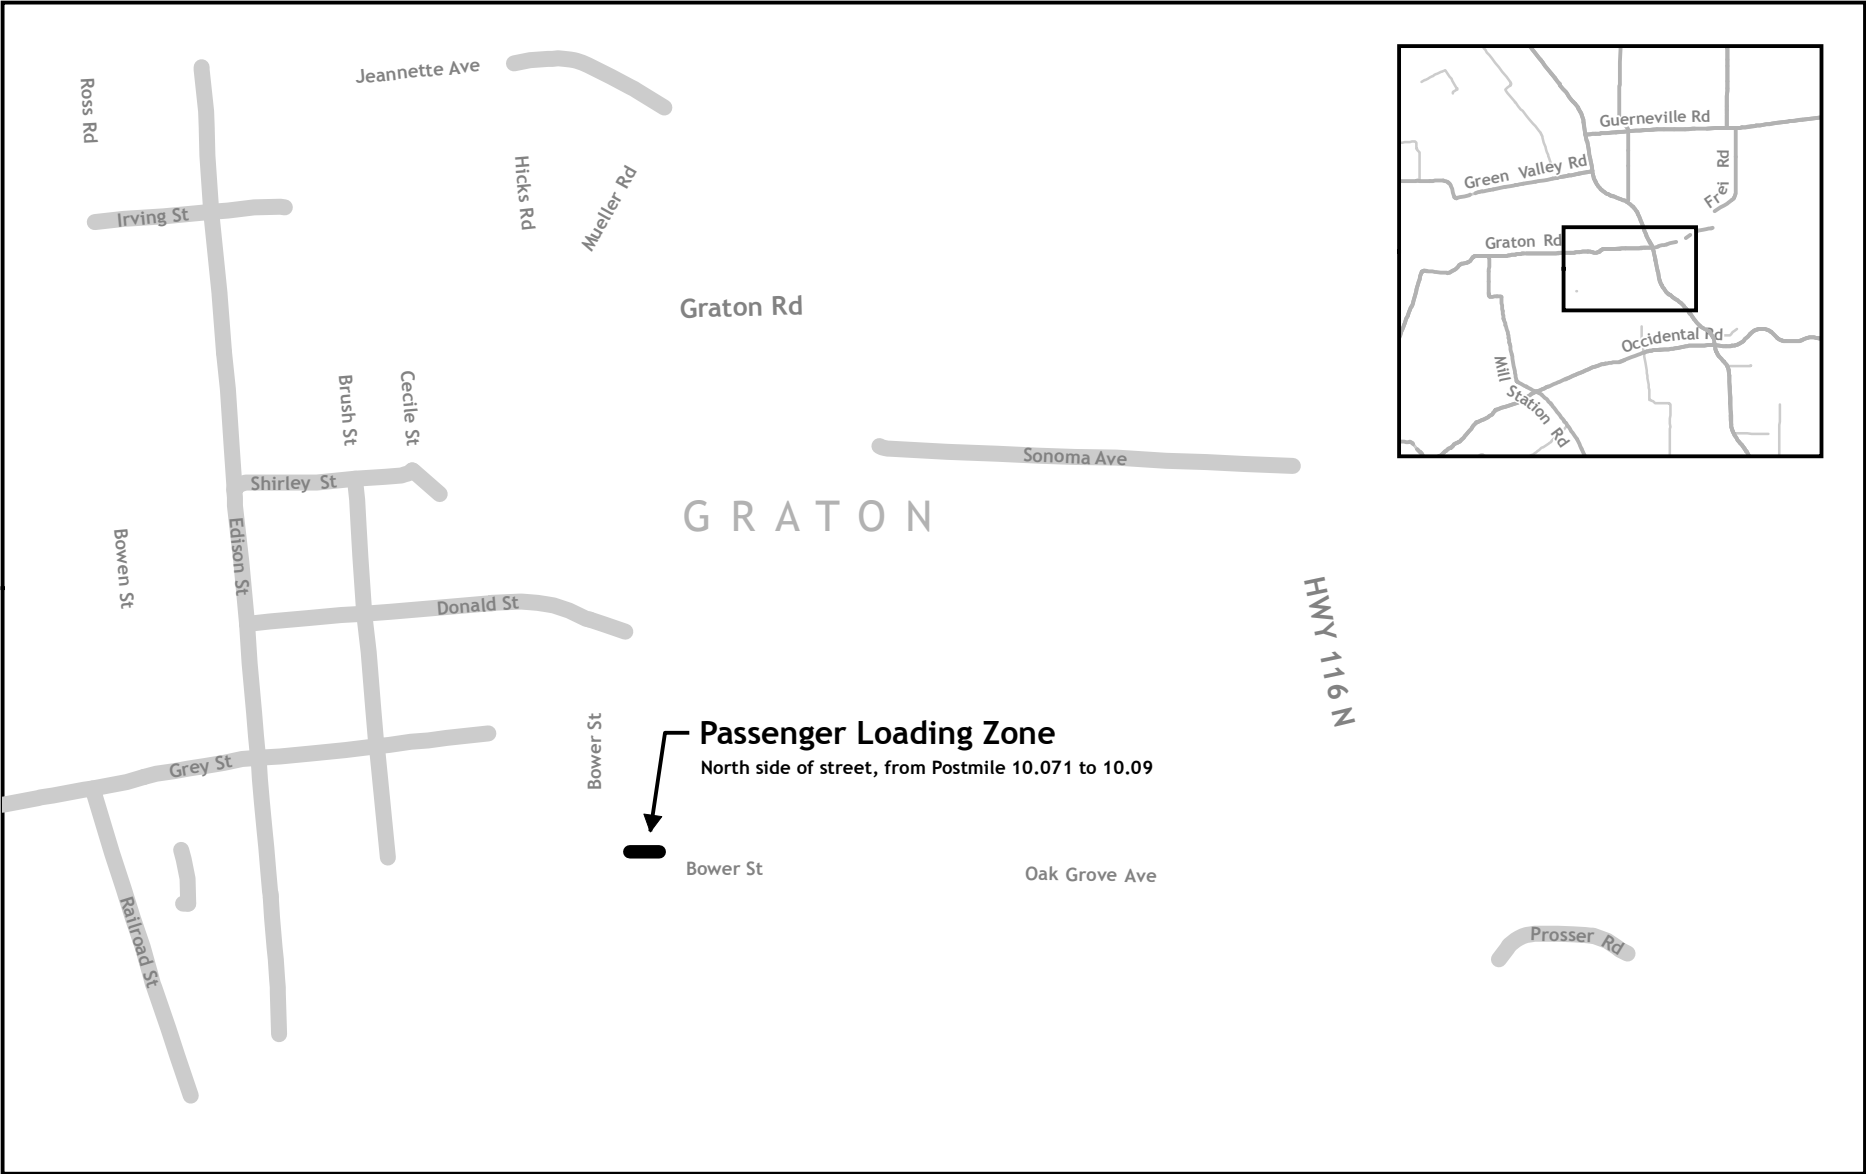 Jeannette Ave
Ross Rd
Hicks Rd
Mueller Rd
Irving St
Graton Rd
Brush St
Cecile St
Sonoma Ave
Shirley St
GRATON
Edison St
Bowen St
Donald St
HWY 116 N
Bower St
Passenger Loading Zone
North side of street, from Postmile 10.071 to 10.09
Grey St
Bower St
Oak Grove Ave
Railroad St
Prosser Rd
Guerneville Rd
Green Valley Rd
Frei Rd
Graton Rd
Occidental Rd
Mill Station Rd